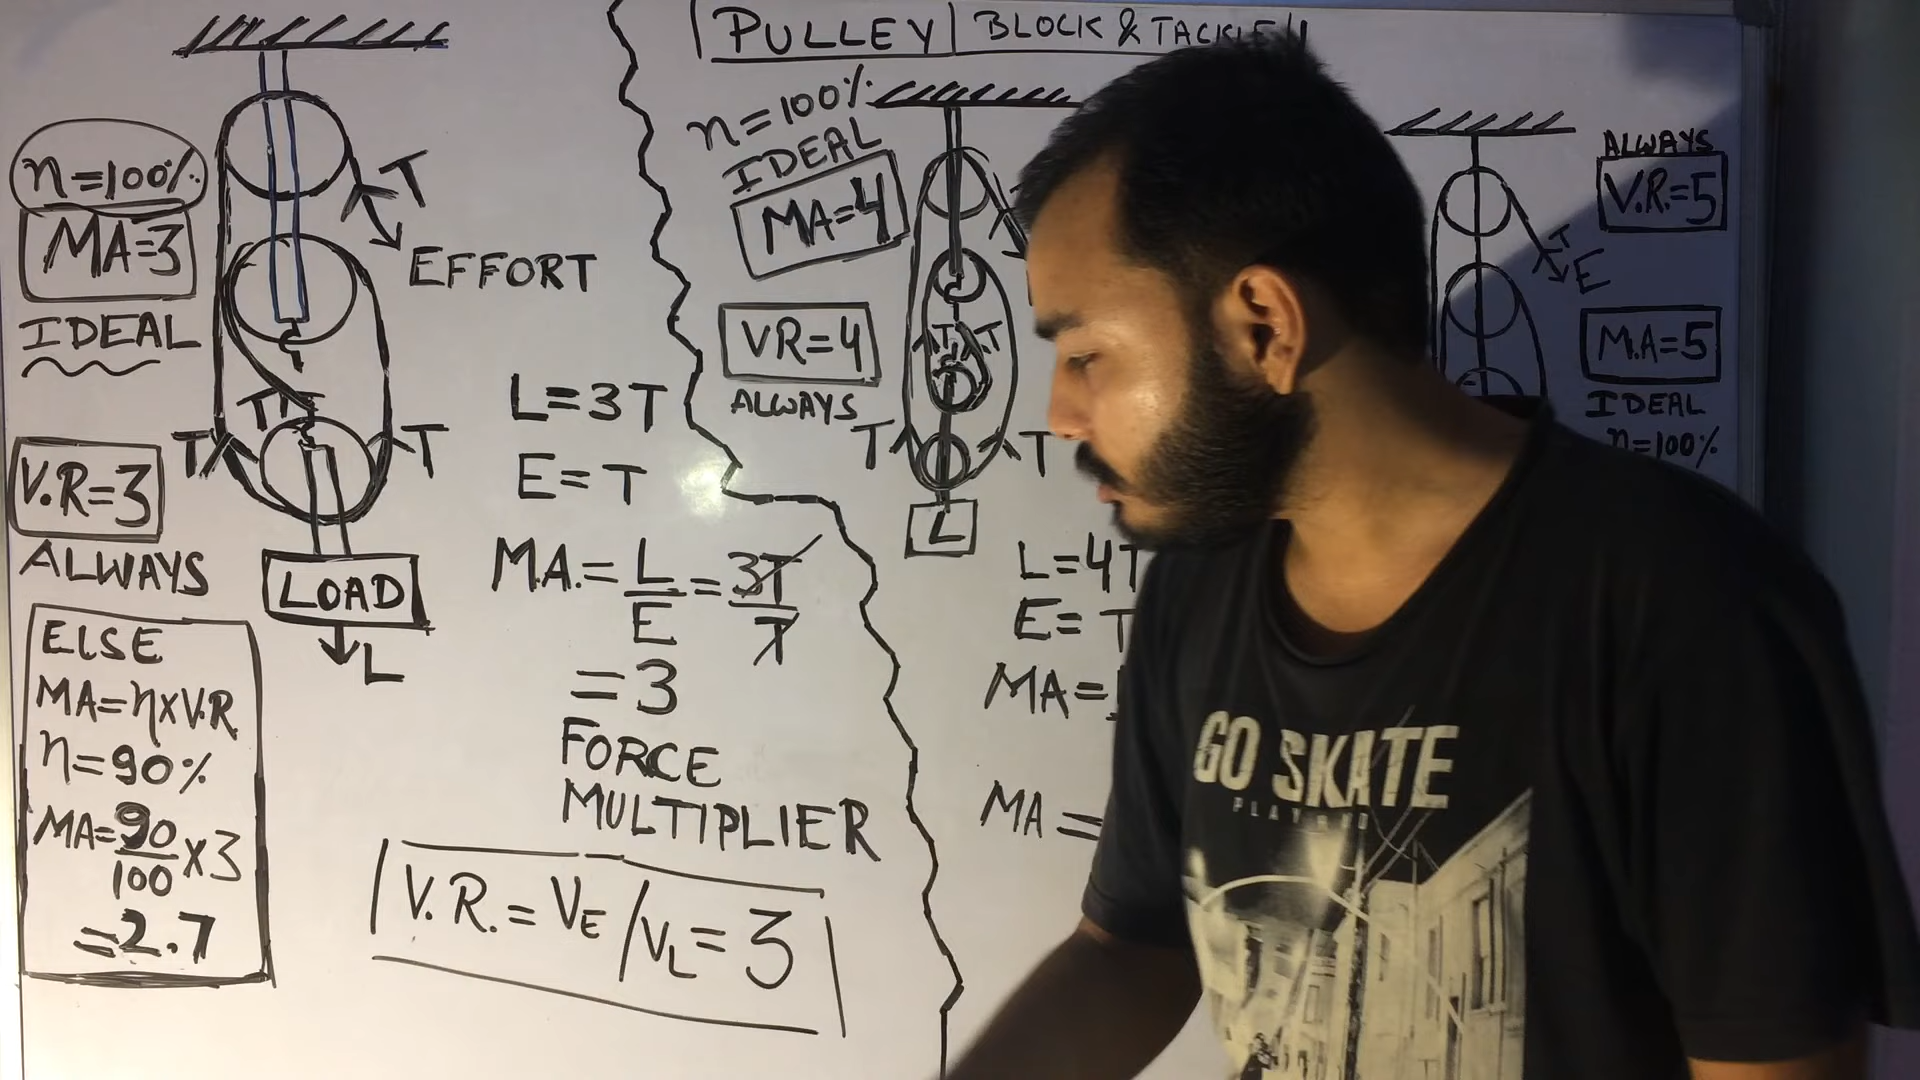 PULLEY BLOCK & TACKLE
η=100%
MA=3
IDEAL
T
EFFORT
T
T
T
V.R=3
ALWAYS
LOAD
L
ELSE
MA=ηxV.R
η=90%
MA=90/100 x3
=2.7
L=3T
E=T
M.A.=L/E=3T/T
=3
FORCE
MULTIPLIER
V.R.=VE/VL=3
η=100%
IDEAL
MA=4
VR=4
ALWAYS
T
T
T
T
L
L=4T
E=T
MA=
MA=
ALWAYS
V.R.=5
T
E
M.A=5
IDEAL
η=100%
GO SKATE